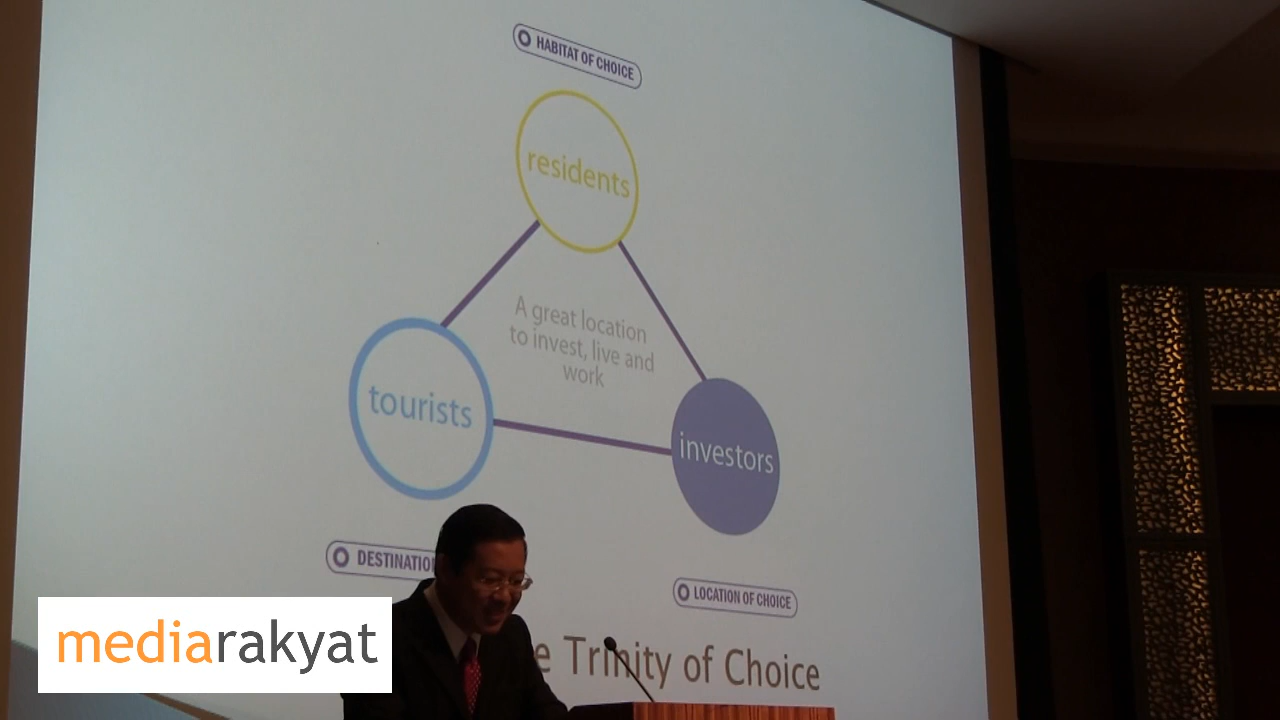 HABITAT OF CHOICE
residents
A great location
to invest, live and
work
tourists
investors
DESTINATIO
LOCATION OF CHOICE
mediarakyat
e Trinity of Choice